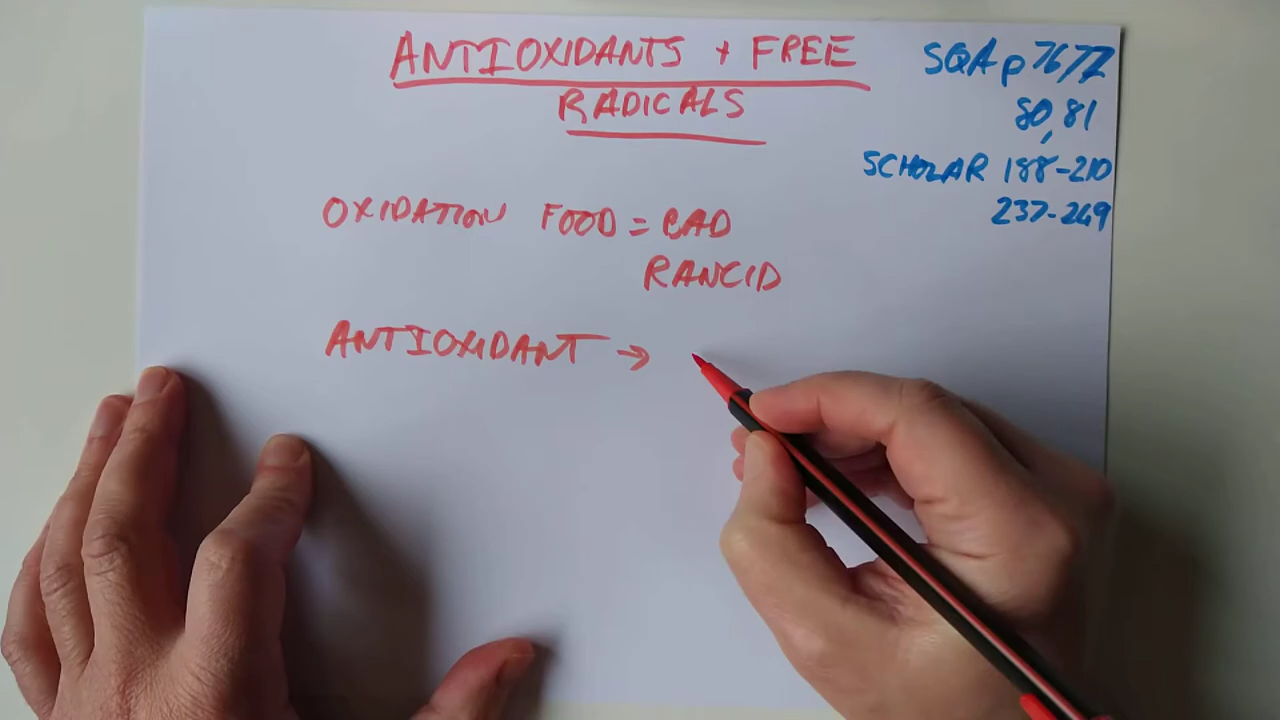 ANTIOXIDANTS + FREE
RADICALS
SQA p 76 77
80, 81
SCHOLAR 188-210
237-249
OXIDATION FOOD = BAD
RANCID
ANTIOXIDANT →